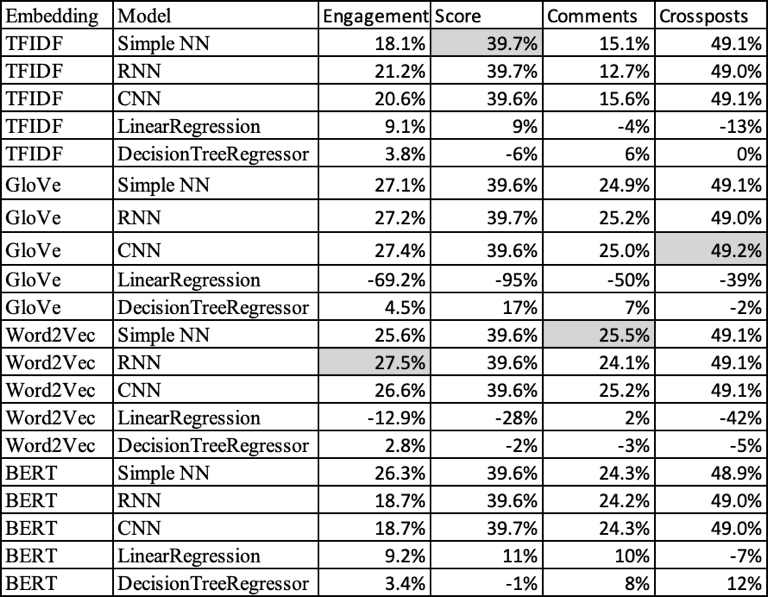 Embedding Model Engagement Score Comments Crossposts
TFIDF Simple NN 18.1% 39.7% 15.1% 49.1%
TFIDF RNN 21.2% 39.7% 12.7% 49.0%
TFIDF CNN 20.6% 39.6% 15.6% 49.1%
TFIDF LinearRegression 9.1% 9% -4% -13%
TFIDF DecisionTreeRegressor 3.8% -6% 6% 0%
GloVe Simple NN 27.1% 39.6% 24.9% 49.1%
GloVe RNN 27.2% 39.7% 25.2% 49.0%
GloVe CNN 27.4% 39.6% 25.0% 49.2%
GloVe LinearRegression -69.2% -95% -50% -39%
GloVe DecisionTreeRegressor 4.5% 17% 7% -2%
Word2Vec Simple NN 25.6% 39.6% 25.5% 49.1%
Word2Vec RNN 27.5% 39.6% 24.1% 49.1%
Word2Vec CNN 26.6% 39.6% 25.2% 49.1%
Word2Vec LinearRegression -12.9% -28% 2% -42%
Word2Vec DecisionTreeRegressor 2.8% -2% -3% -5%
BERT Simple NN 26.3% 39.6% 24.3% 48.9%
BERT RNN 18.7% 39.6% 24.2% 49.0%
BERT CNN 18.7% 39.7% 24.3% 49.0%
BERT LinearRegression 9.2% 11% 10% -7%
BERT DecisionTreeRegressor 3.4% -1% 8% 12%